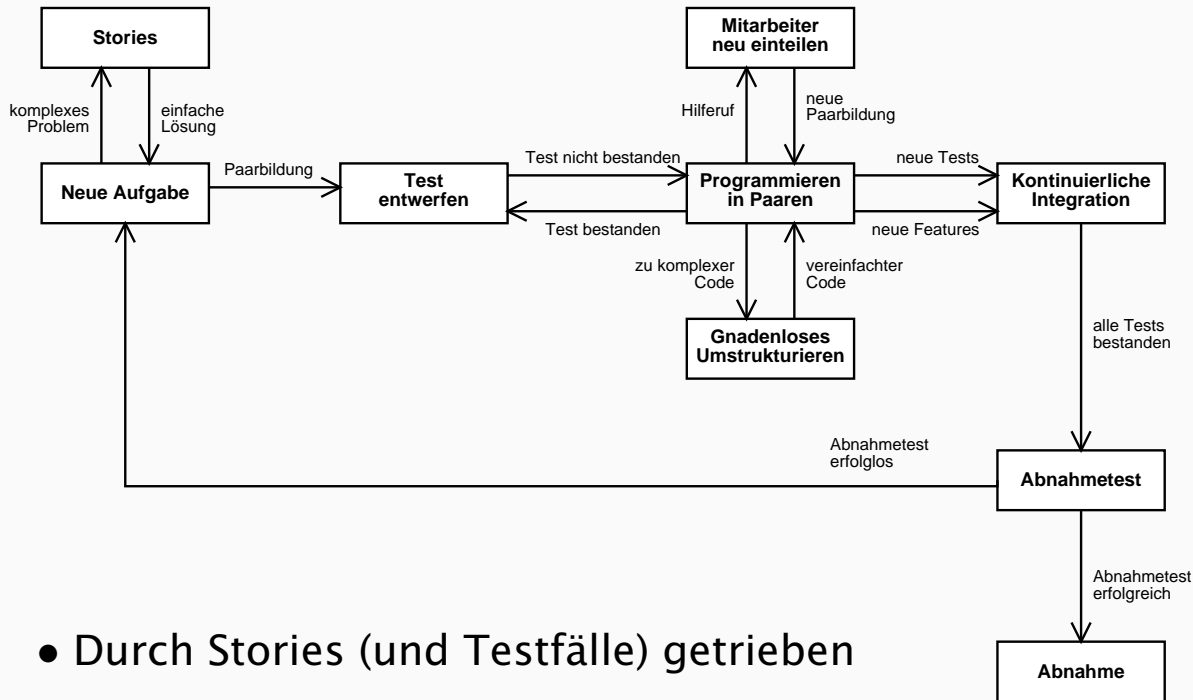 Stories
Mitarbeiter
neu einteilen
komplexes
Problem
einfache
Lösung
Hilferuf
neue
Paarbildung
Neue Aufgabe
Paarbildung
Test
entwerfen
Test nicht bestanden
Test bestanden
Programmieren
in Paaren
neue Tests
neue Features
Kontinuierliche
Integration
zu komplexer
Code
vereinfachter
Code
Gnadenloses
Umstrukturieren
alle Tests
bestanden
Abnahmetest
erfolglos
Abnahmetest
Abnahmetest
erfolgreich
• Durch Stories (und Testfälle) getrieben
Abnahme